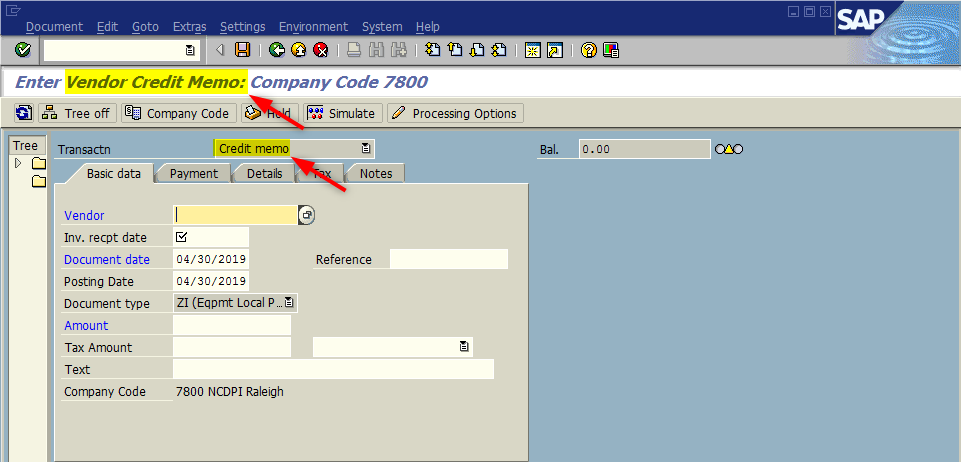 Document Edit Goto Extras Settings Environment System Help
SAP
Enter Vendor Credit Memo: Company Code 7800
Tree off Company Code Hold Simulate Processing Options
Tree
Transactn Credit memo Bal. 0.00
Basic data Payment Details Tax Notes
Vendor
Inv. recpt date
Document date 04/30/2019 Reference
Posting Date 04/30/2019
Document type ZI (Eqpmt Local P...
Amount
Tax Amount
Text
Company Code 7800 NCDPI Raleigh